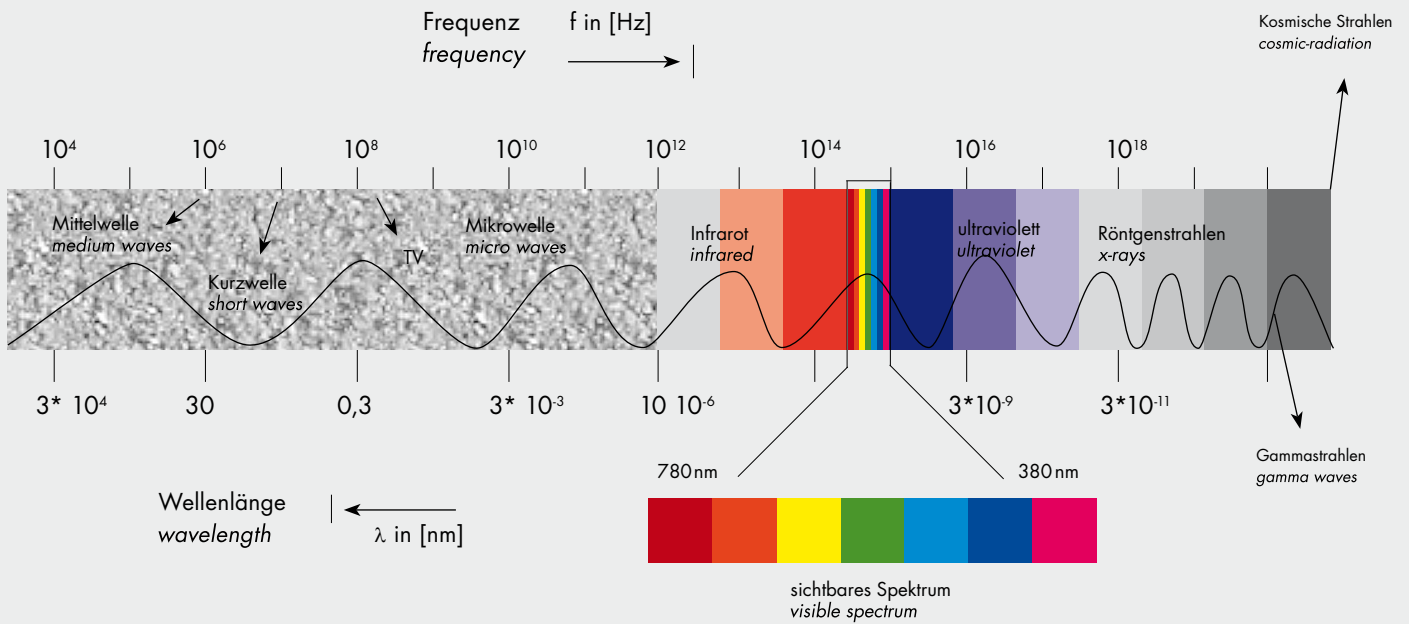 Frequenz f in [Hz]
frequency
Kosmische Strahlen
cosmic-radiation
10⁴ 10⁶ 10⁸ 10¹⁰ 10¹² 10¹⁴ 10¹⁶ 10¹⁸
Mittelwelle
medium waves
Kurzwelle
short waves
TV
Mikrowelle
micro waves
Infrarot
infrared
ultraviolett
ultraviolet
Röntgenstrahlen
x-rays
3* 10⁴ 30 0,3 3* 10⁻³ 10 10⁻⁶ 3*10⁻⁹ 3*10⁻¹¹
Gammastrahlen
gamma waves
780 nm 380 nm
Wellenlänge
wavelength
λ in [nm]
sichtbares Spektrum
visible spectrum